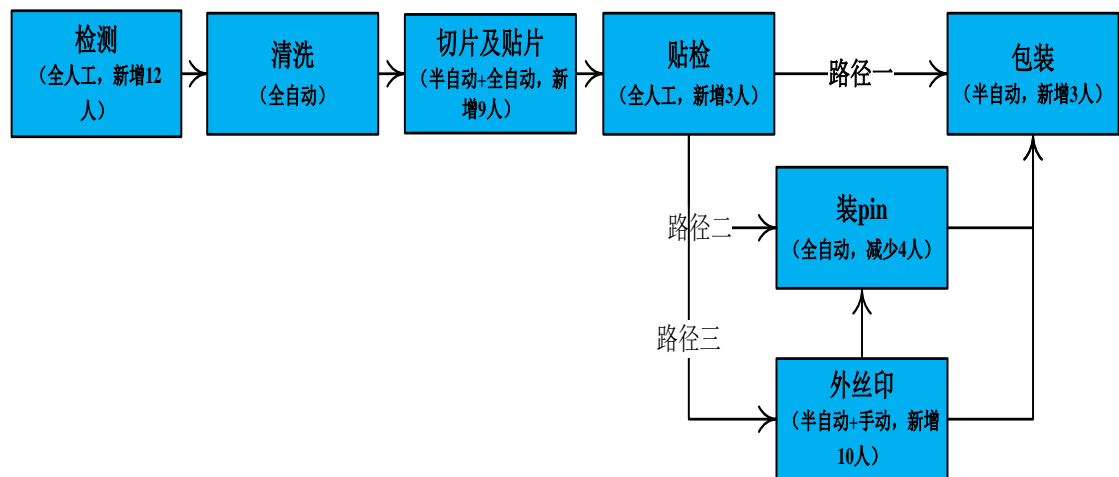 检测
（全人工，新增12
人）
清洗
（全自动）
切片及贴片
（半自动+全自动，新
增9人）
贴检
（全人工，新增3人）
路径一
包装
（半自动，新增3人）
路径二
装pin
（全自动，减少4人）
路径三
外丝印
（半自动+手动，新增
10人）